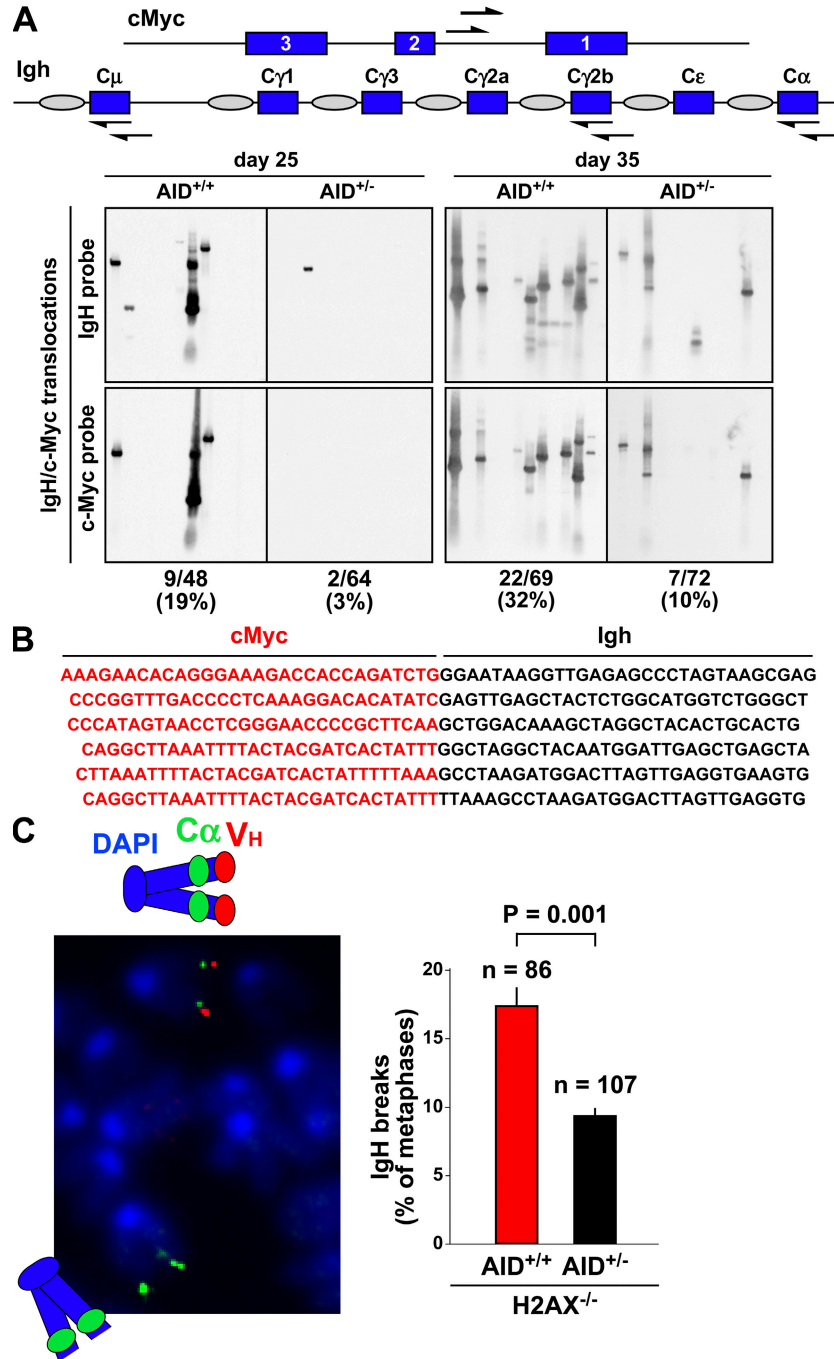 A
cMyc
3 2 1
Igh
Cμ Cγ1 Cγ3 Cγ2a Cγ2b Cε Cα
day 25 day 35
AID+/+ AID+/- AID+/+ AID+/-
IgH/c-Myc translocations
IgH probe
c-Myc probe
9/48 2/64 22/69 7/72
(19%) (3%) (32%) (10%)
B
cMyc Igh
AAAGAACACAGGGAAAGACCACCAGATCTGGGAATAAGGTTGAGAGCCCTAGTAAGCGAG
CCCGGTTTGACCCCTCAAAGGACACATATCGAGTTGAGCTACTCTGGCATGGTCTGGGCT
CCCATAGTAACCTCGGGAACCCCGCTTCAAGCTGGACAAAGCTAGGCTACACTGCACTG
CAGGCTTAAATTTTACTACGATCACTATTTGGCTAGGCTACAATGGATTGAGCTGAGCTA
CTTAAATTTTACTACGATCACTATTTTTAAAGCCTAAGATGGACTTAGTTGAGGTGAAGTG
CAGGCTTAAATTTTACTACGATCACTATTTTTAAAGCCTAAGATGGACTTAGTTGAGGTG
C
DAPI Cα VH
P = 0.001
n = 86
n = 107
IgH breaks
(% of metaphases)
20
15
10
5
0
AID+/+ AID+/-
H2AX-/-